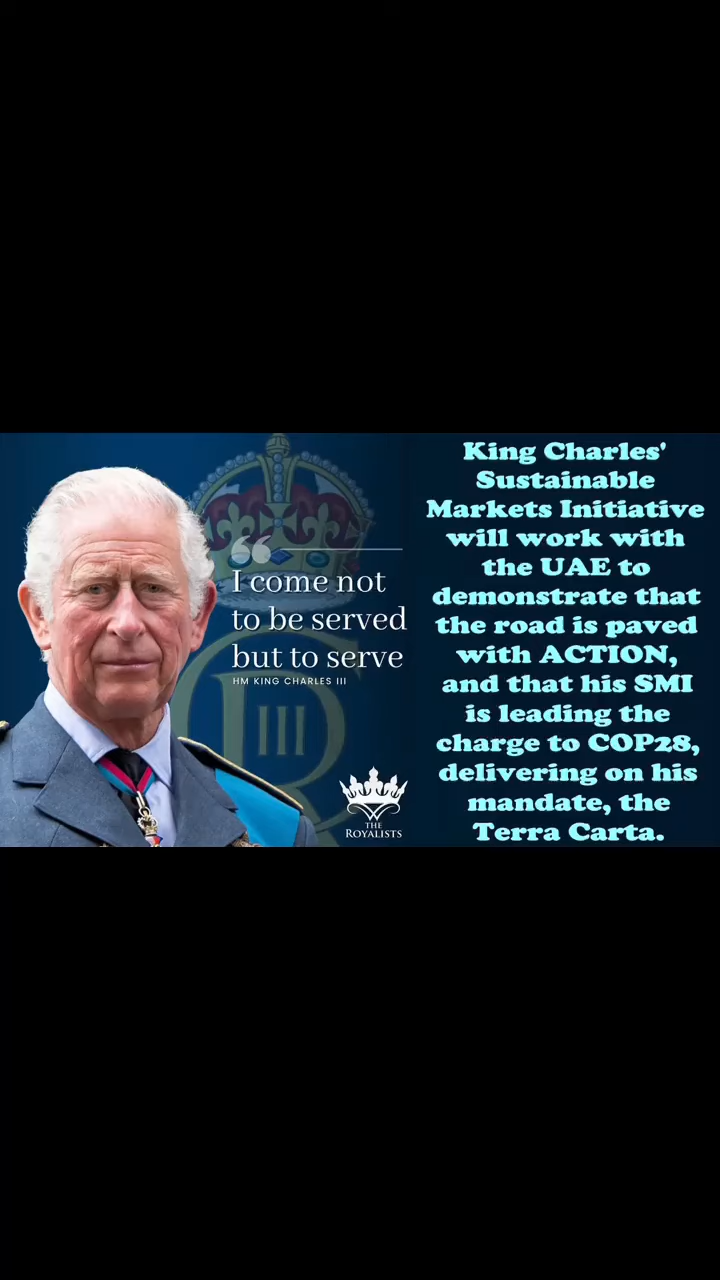 “
I come not
to be served
but to serve
HM KING CHARLES III
III
THE
ROYALISTS
King Charles'
Sustainable
Markets Initiative
will work with
the UAE to
demonstrate that
the road is paved
with ACTION,
and that his SMI
is leading the
charge to COP28,
delivering on his
mandate, the
Terra Carta.